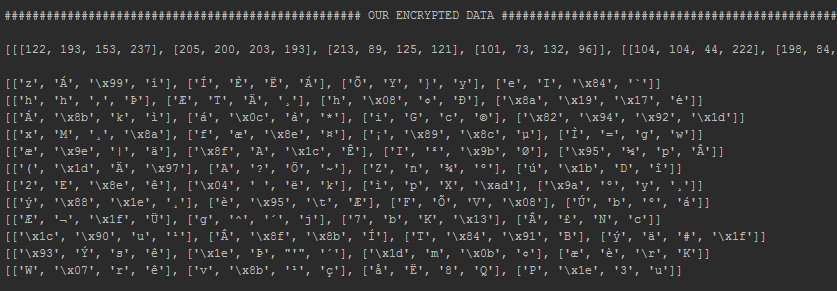 ################################################### OUR ENCRYPTED DATA ################################################
[[[122, 193, 153, 237], [205, 200, 203, 193], [213, 89, 125, 121], [101, 73, 132, 96]], [[104, 104, 44, 222], [198, 84,
[['z', 'Á', '\x99', 'í'], ['Í', 'È', 'Ë', 'Á'], ['Õ', 'Y', '}', 'y'], ['e', 'I', '\x84', '`']]
[['h', 'h', ',', 'Þ'], ['Æ', 'T', 'Ä', '¸'], ['h', '\x08', '¢', 'Ð'], ['\x8a', '\x19', '\x17', 'é']]
[['Á', '\x8b', 'k', 'ì'], ['á', '\x0c', 'à', '*'], ['i', 'G', 'c', '©'], ['\x82', '\x94', '\x92', '\x1d']]
[['x', 'M', '¸', '\x8a'], ['f', 'æ', '\x8e', '¤'], ['¡', '\x89', '\x8c', 'µ'], ['Ì', '=', 'g', 'w']]
[['æ', '\x9e', '|', 'ä'], ['\x8f', 'A', '\x1c', 'Ê'], ['I', 'ª', '\x9b', 'Ø'], ['\x95', '½', 'p', 'Â']]
[['(', '\x1d', 'Ä', '\x97'], ['A', '?', 'Ö', '~'], ['Z', 'n', '¾', '°'], ['ú', '\x1b', 'D', 'î']]
[['2', 'E', '\x8e', 'ê'], ['\x04', ' ', 'ë', 'k'], ['ì', 'p', 'X', '\xad'], ['\x9a', '°', 'y', '¸']]
[['ý', '\x88', '\x1e', '¸'], ['è', '\x95', '\t', 'Æ'], ['F', 'Õ', 'V', '\x08'], ['Ú', 'b', '°', 'á']]
[['Æ', '¬', '\x1f', 'Ü'], ['g', '^', '´', 'j'], ['7', 'b', 'K', '\x13'], ['Â', '£', 'N', 'c']]
[['\x1c', '\x90', 'u', '¹'], ['Â', '\x8f', '\x8b', 'Í'], ['T', '\x84', '\x91', 'B'], ['ý', 'ä', '#', '\x1f']]
[['\x93', 'Ý', 's', 'ê'], ['\x1e', 'Þ', "'", '´'], ['\x1d', 'm', '\x0b', '¢'], ['æ', 'è', '\r', 'K']]
[['W', '\x07', 'r', 'ê'], ['v', '\x8b', '¹', 'ç'], ['å', 'Ë', '8', 'Q'], ['P', '\x1e', '3', 'u']]